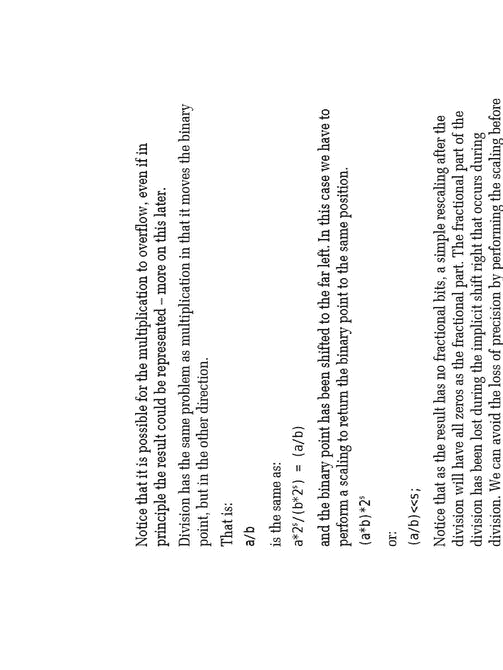 Notice that it is possible for the multiplication to overflow, even if in
principle the result could be represented – more on this later.
Division has the same problem as multiplication in that it moves the binary
point, but in the other direction.
That is:
a/b
is the same as:
a*2ˢ/(b*2ˢ) = (a/b)
and the binary point has been shifted to the far left. In this case we have to
perform a scaling to return the binary point to the same position.
(a*b)*2ˢ
or:
(a/b)<<s;
Notice that as the result has no fractional bits, a simple rescaling after the
division will have all zeros as the fractional part. The fractional part of the
division has been lost during the implicit shift right that occurs during
division. We can avoid the loss of precision by performing the scaling before